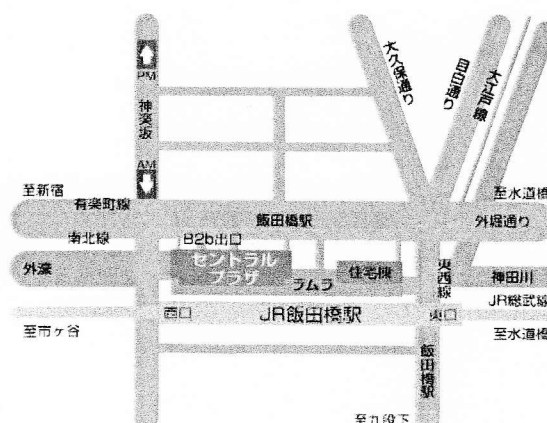 PM
神楽坂
AM
大久保通り
目白通り
大江戸線
至新宿
至水道橋
有楽町線
飯田橋駅
外堀通り
南北線
B2b出口
外濠
セントラル
プラザ
ラムラ
住宅棟
東西線
神田川
JR総武線
西口
JR飯田橋駅
東口
至市ヶ谷
至水道橋
飯田橋駅
至九段下